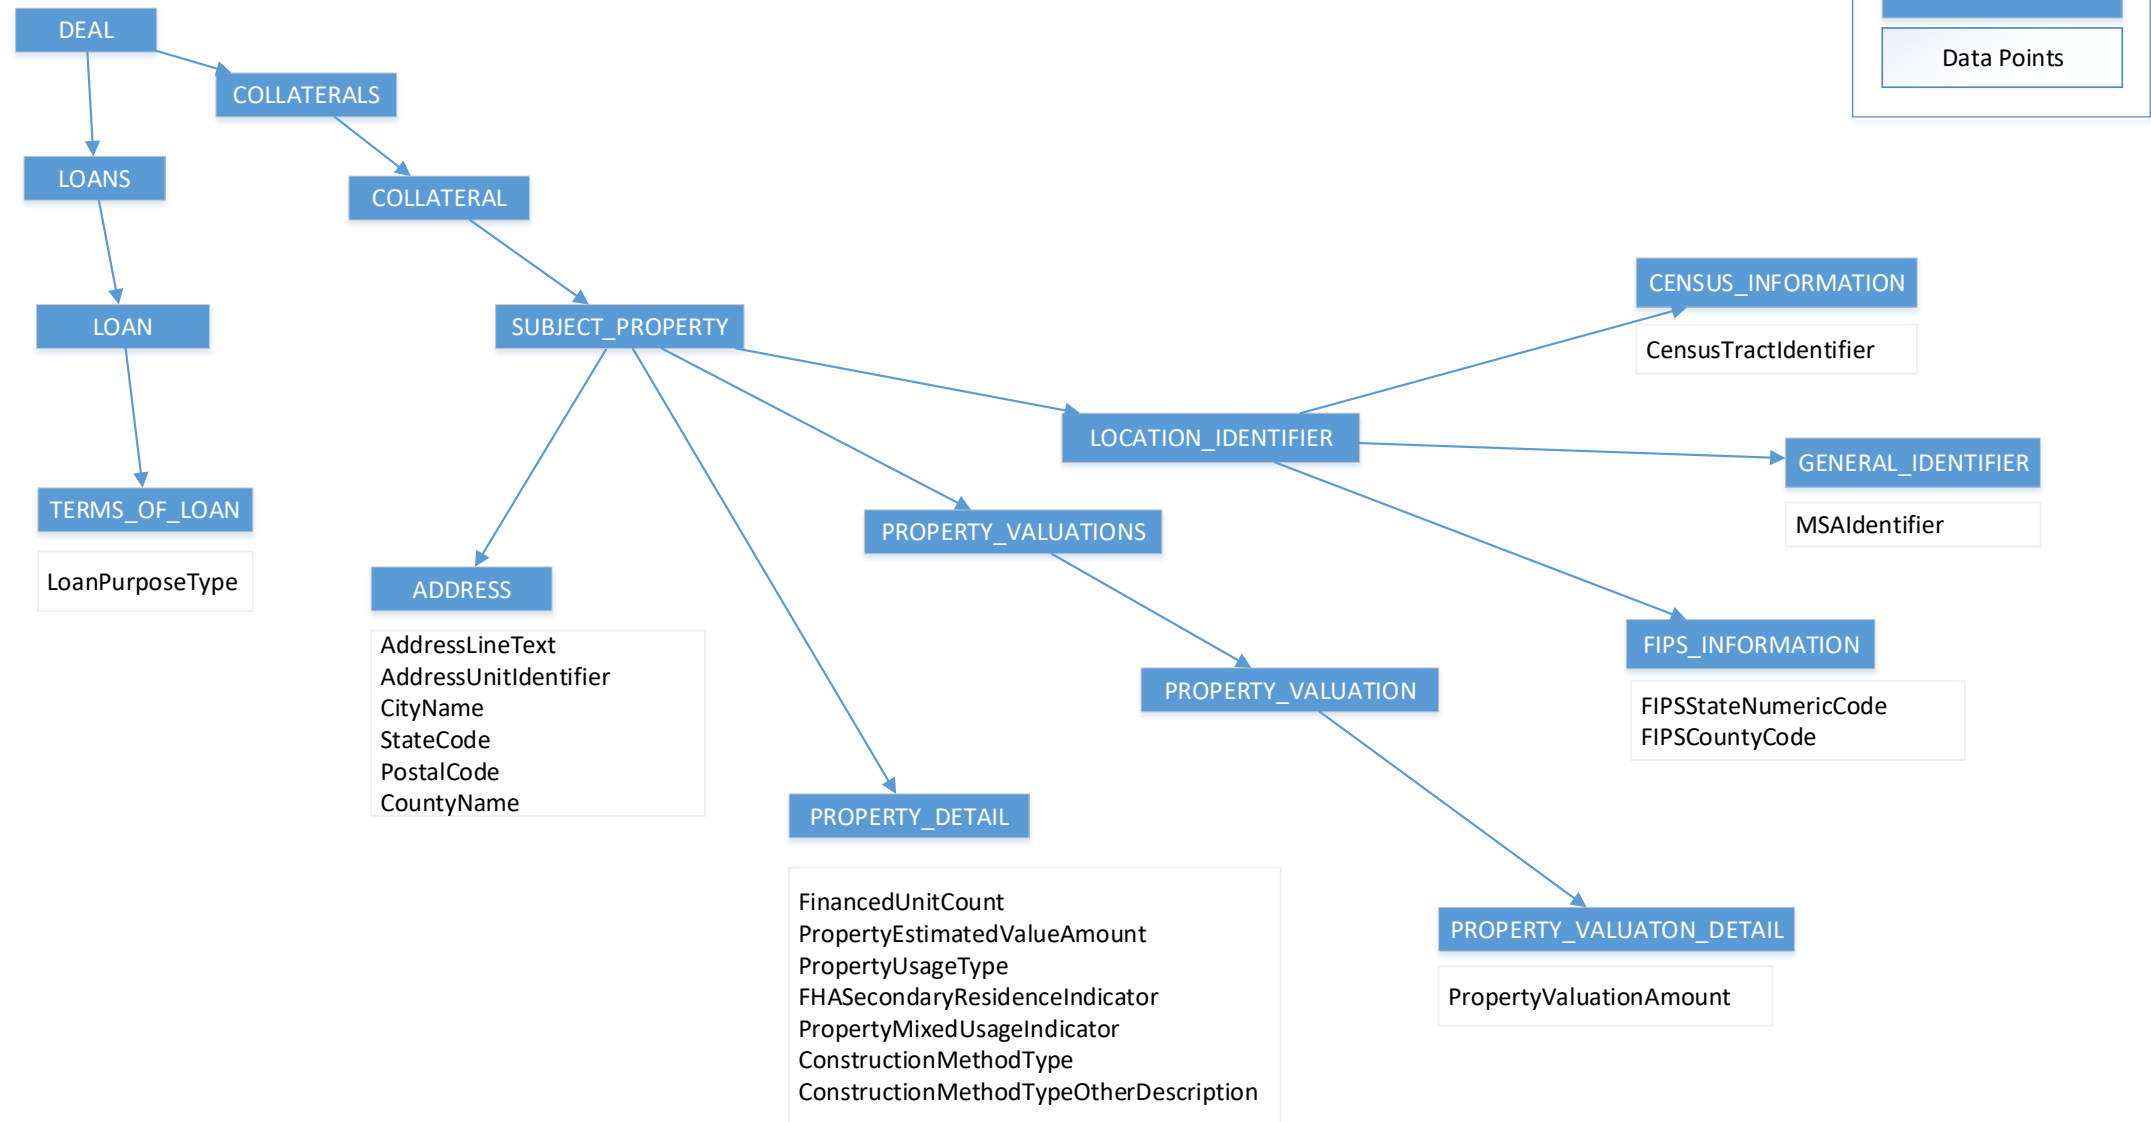 DEAL
Data Points
COLLATERALS
LOANS
COLLATERAL
CENSUS_INFORMATION
LOAN
SUBJECT_PROPERTY
CensusTractIdentifier
LOCATION_IDENTIFIER
GENERAL_IDENTIFIER
MSAIdentifier
TERMS_OF_LOAN
PROPERTY_VALUATIONS
LoanPurposeType
ADDRESS
AddressLineText
AddressUnitIdentifier
CityName
StateCode
PostalCode
CountyName
FIPS_INFORMATION
FIPSStateNumericCode
FIPSCountyCode
PROPERTY_VALUATION
PROPERTY_DETAIL
FinancedUnitCount
PropertyEstimatedValueAmount
PropertyUsageType
FHASecondaryResidenceIndicator
PropertyMixedUsageIndicator
ConstructionMethodType
ConstructionMethodTypeOtherDescription
PROPERTY_VALUATON_DETAIL
PropertyValuationAmount